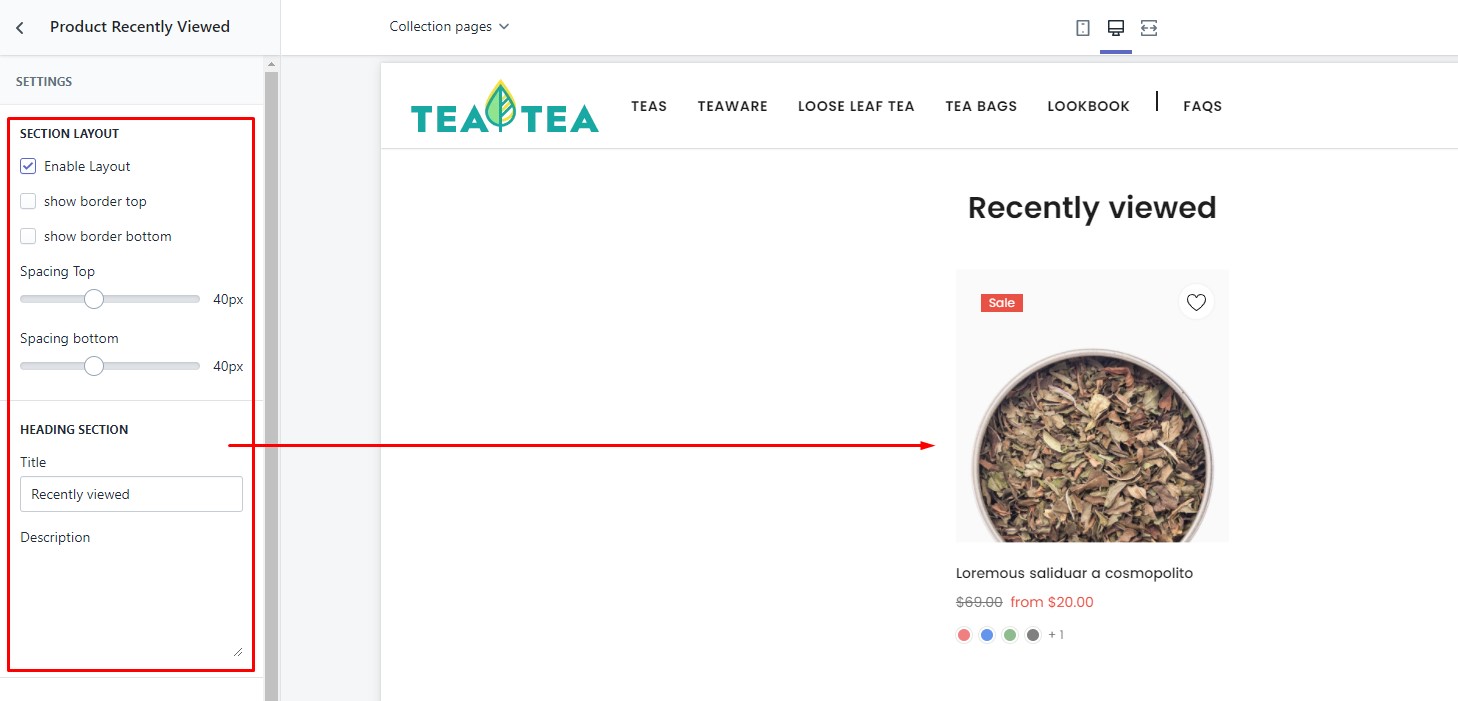 Product Recently Viewed
Collection pages
SETTINGS
SECTION LAYOUT
Enable Layout
show border top
show border bottom
Spacing Top
40px
Spacing bottom
40px
HEADING SECTION
Title
Recently viewed
Description
TEA TEA
TEAS TEAWARE LOOSE LEAF TEA TEA BAGS LOOKBOOK FAQS
Recently viewed
Sale
Loremous saliduar a cosmopolito
$69.00 from $20.00
+ 1